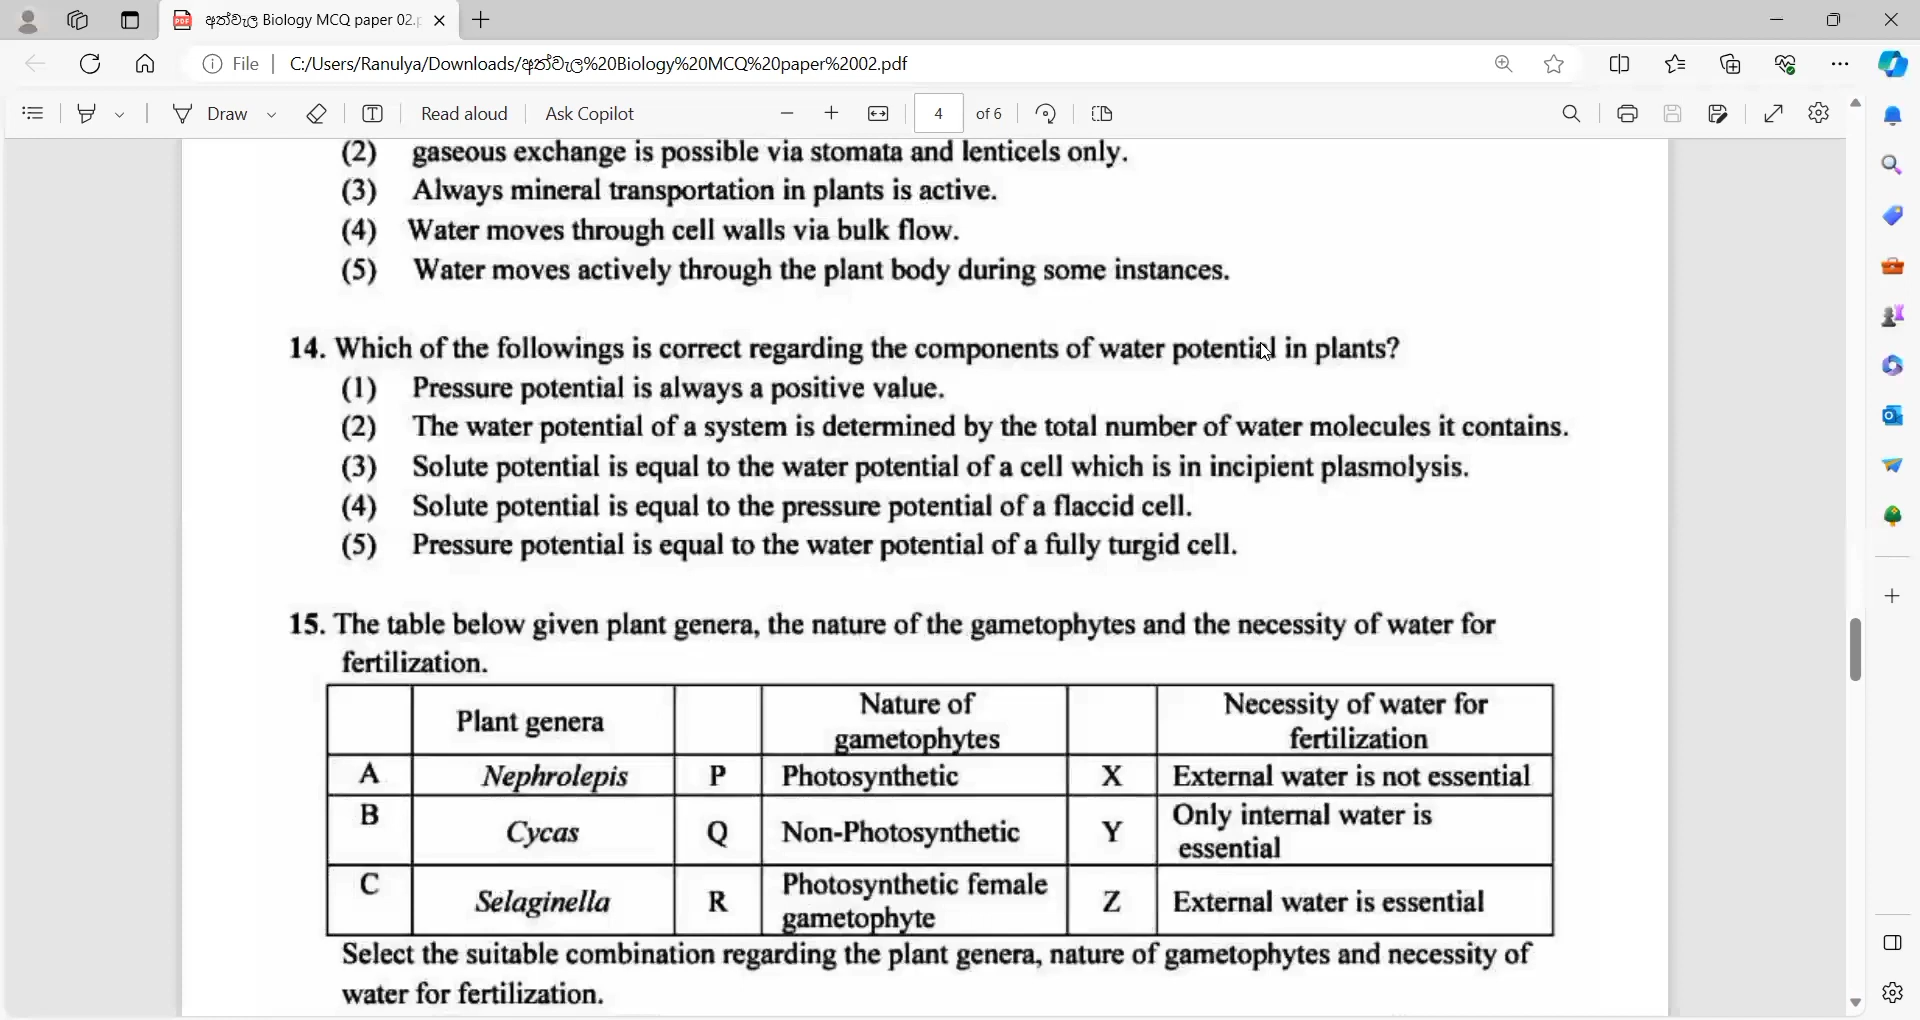 අත්වැල Biology MCQ paper 02.p
File
C:/Users/Ranulya/Downloads/අත්වැල%20Biology%20MCQ%20paper%2002.pdf
Draw
Read aloud
Ask Copilot
4
of 6
(2) gaseous exchange is possible via stomata and lenticels only.
(3) Always mineral transportation in plants is active.
(4) Water moves through cell walls via bulk flow.
(5) Water moves actively through the plant body during some instances.
14. Which of the followings is correct regarding the components of water potential in plants?
(1) Pressure potential is always a positive value.
(2) The water potential of a system is determined by the total number of water molecules it contains.
(3) Solute potential is equal to the water potential of a cell which is in incipient plasmolysis.
(4) Solute potential is equal to the pressure potential of a flaccid cell.
(5) Pressure potential is equal to the water potential of a fully turgid cell.
15. The table below given plant genera, the nature of the gametophytes and the necessity of water for
fertilization.
Plant genera
Nature of
gametophytes
Necessity of water for
fertilization
A Nephrolepis P Photosynthetic X External water is not essential
B Cycas Q Non-Photosynthetic Y Only internal water is
essential
C Selaginella R Photosynthetic female
gametophyte
Z External water is essential
Select the suitable combination regarding the plant genera, nature of gametophytes and necessity of
water for fertilization.